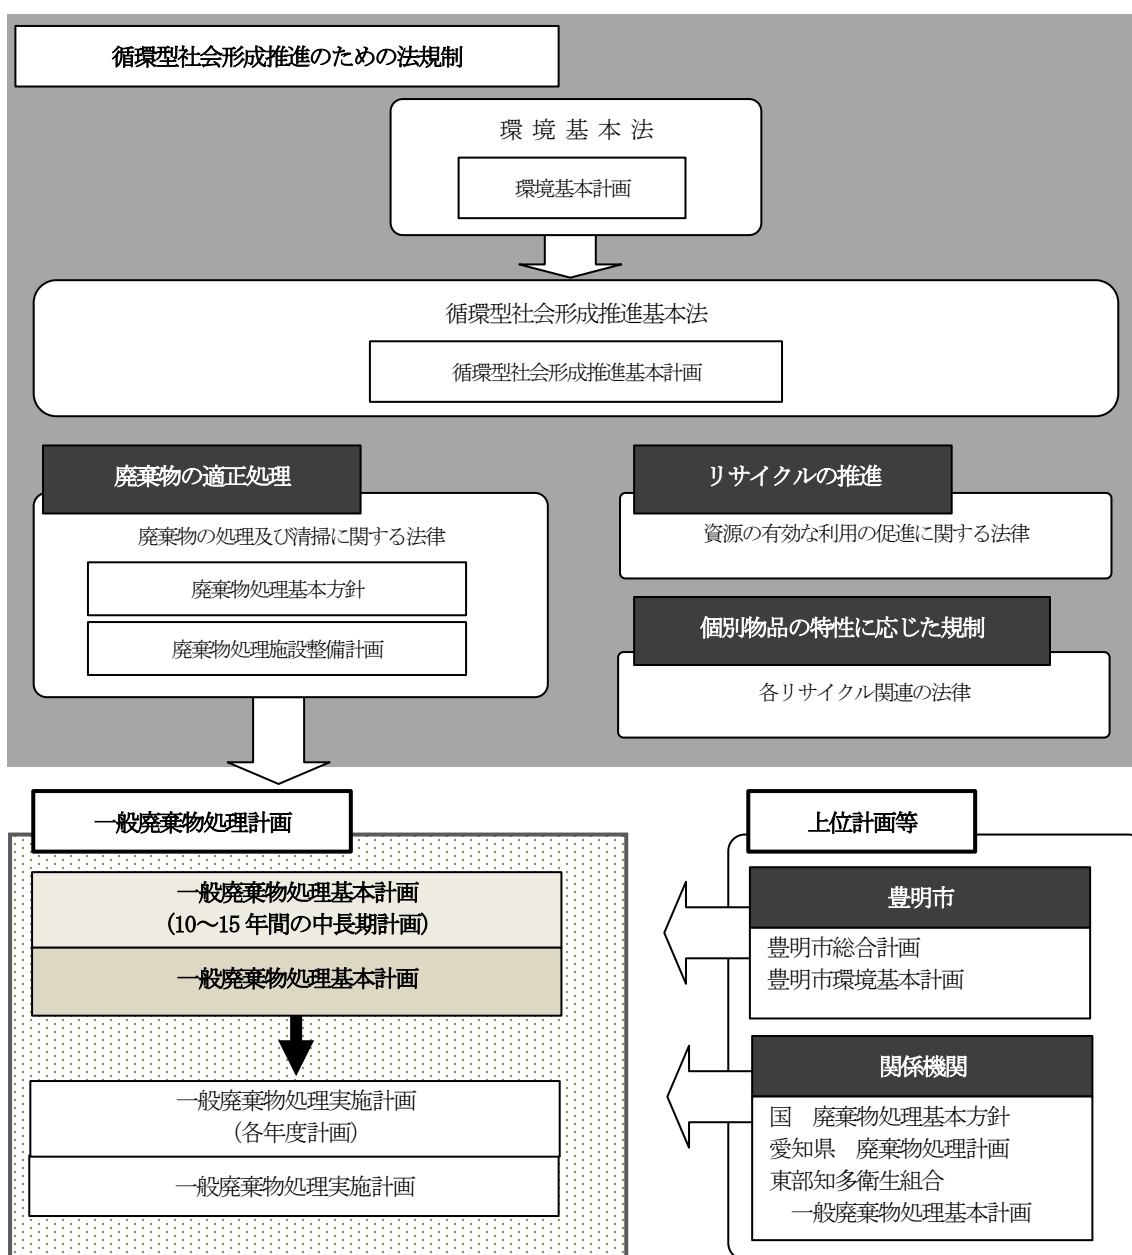 循環型社会形成推進のための法規制
環境基本法
環境基本計画
循環型社会形成推進基本法
循環型社会形成推進基本計画
廃棄物の適正処理
廃棄物の処理及び清掃に関する法律
廃棄物処理基本方針
廃棄物処理施設整備計画
リサイクルの推進
資源の有効な利用の促進に関する法律
個別物品の特性に応じた規制
各リサイクル関連の法律
一般廃棄物処理計画
一般廃棄物処理基本計画
(10～15年間の中長期計画)
一般廃棄物処理基本計画
一般廃棄物処理実施計画
(各年度計画)
一般廃棄物処理実施計画
上位計画等
豊明市
豊明市総合計画
豊明市環境基本計画
関係機関
国　廃棄物処理基本方針
愛知県　廃棄物処理計画
東部知多衛生組合
一般廃棄物処理基本計画